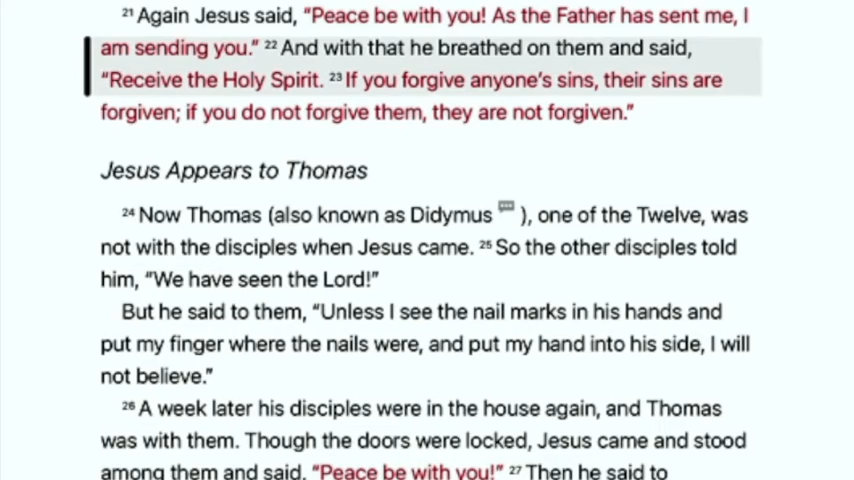 21 Again Jesus said, “Peace be with you! As the Father has sent me, I
am sending you.” 22 And with that he breathed on them and said,
“Receive the Holy Spirit. 23 If you forgive anyone’s sins, their sins are
forgiven; if you do not forgive them, they are not forgiven.”
Jesus Appears to Thomas
24 Now Thomas (also known as Didymus ), one of the Twelve, was
not with the disciples when Jesus came. 25 So the other disciples told
him, “We have seen the Lord!”
But he said to them, “Unless I see the nail marks in his hands and
put my finger where the nails were, and put my hand into his side, I will
not believe.”
26 A week later his disciples were in the house again, and Thomas
was with them. Though the doors were locked, Jesus came and stood
among them and said, “Peace be with you!” 27 Then he said to